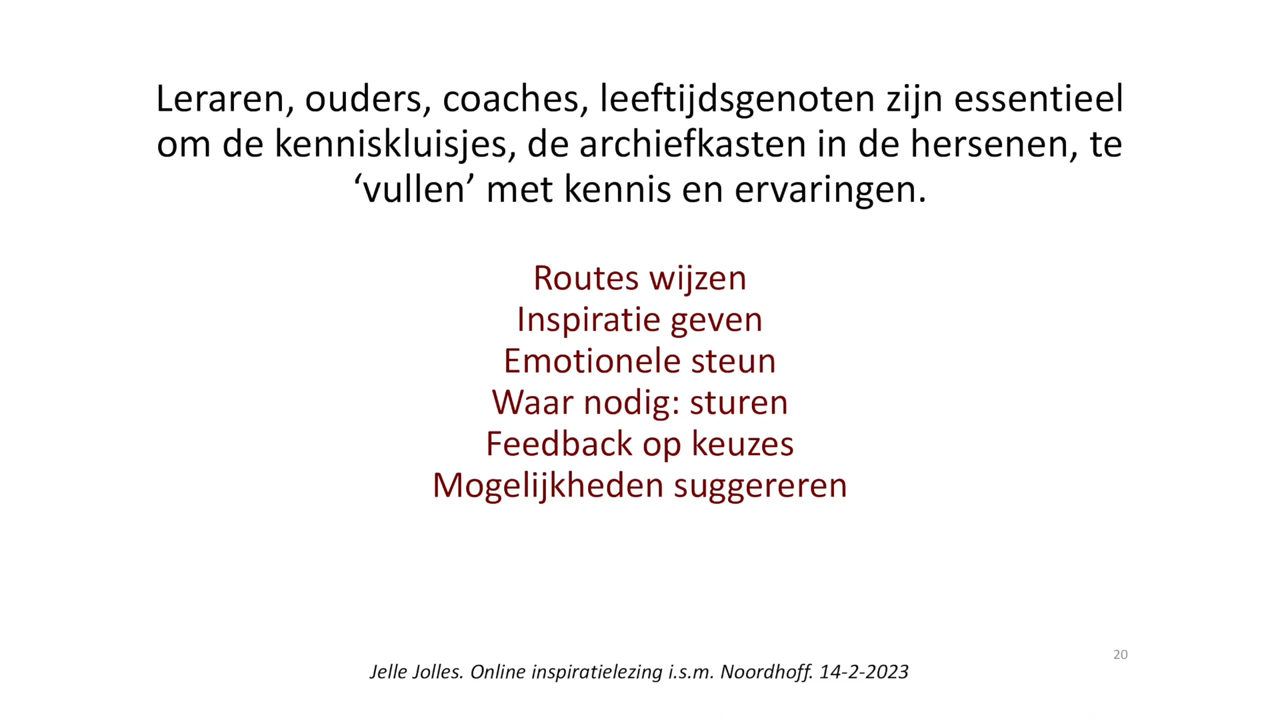 Leraren, ouders, coaches, leeftijdsgenoten zijn essentieel
om de kenniskluisjes, de archiefkasten in de hersenen, te
‘vullen’ met kennis en ervaringen.
Routes wijzen
Inspiratie geven
Emotionele steun
Waar nodig: sturen
Feedback op keuzes
Mogelijkheden suggereren
20
Jelle Jolles. Online inspiratielezing i.s.m. Noordhoff. 14-2-2023